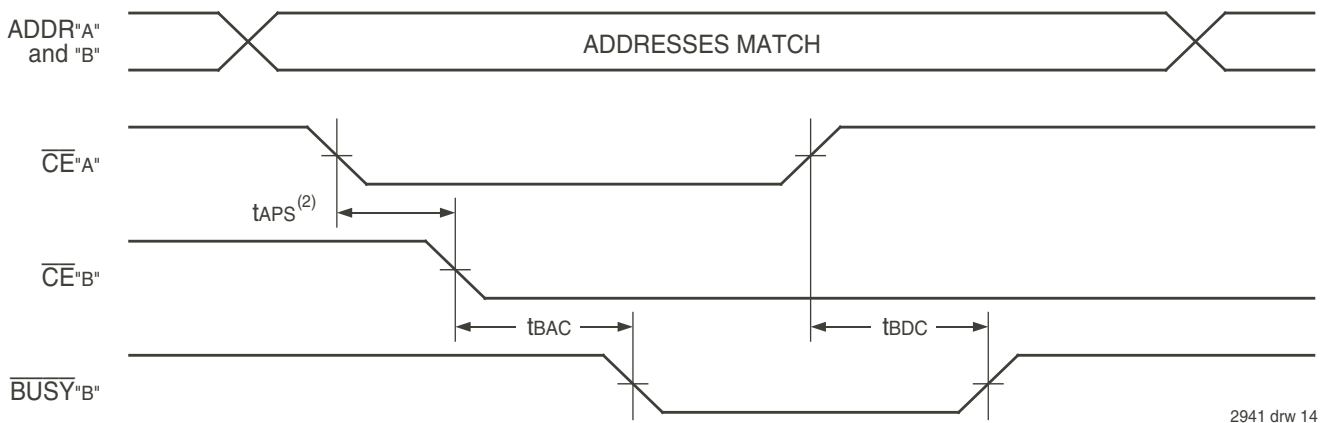 ADDR"A"
and "B"
ADDRESSES MATCH
CE"A"
tAPS(2)
CE"B"
tBAC
tBDC
BUSY"B"
2941 drw 14